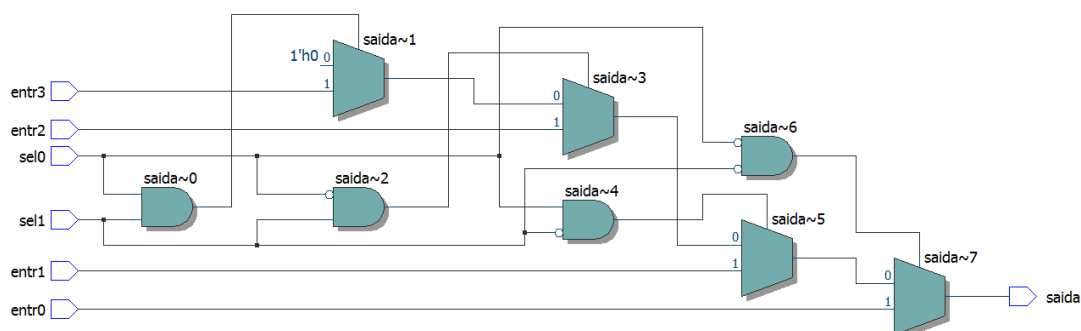 saida~1
1'h0
0
1
entr3
saida~3
0
1
entr2
saida~6
sel0
saida~0
saida~2
saida~4
sel1
saida~5
0
1
entr1
saida~7
0
1
entr0
saida